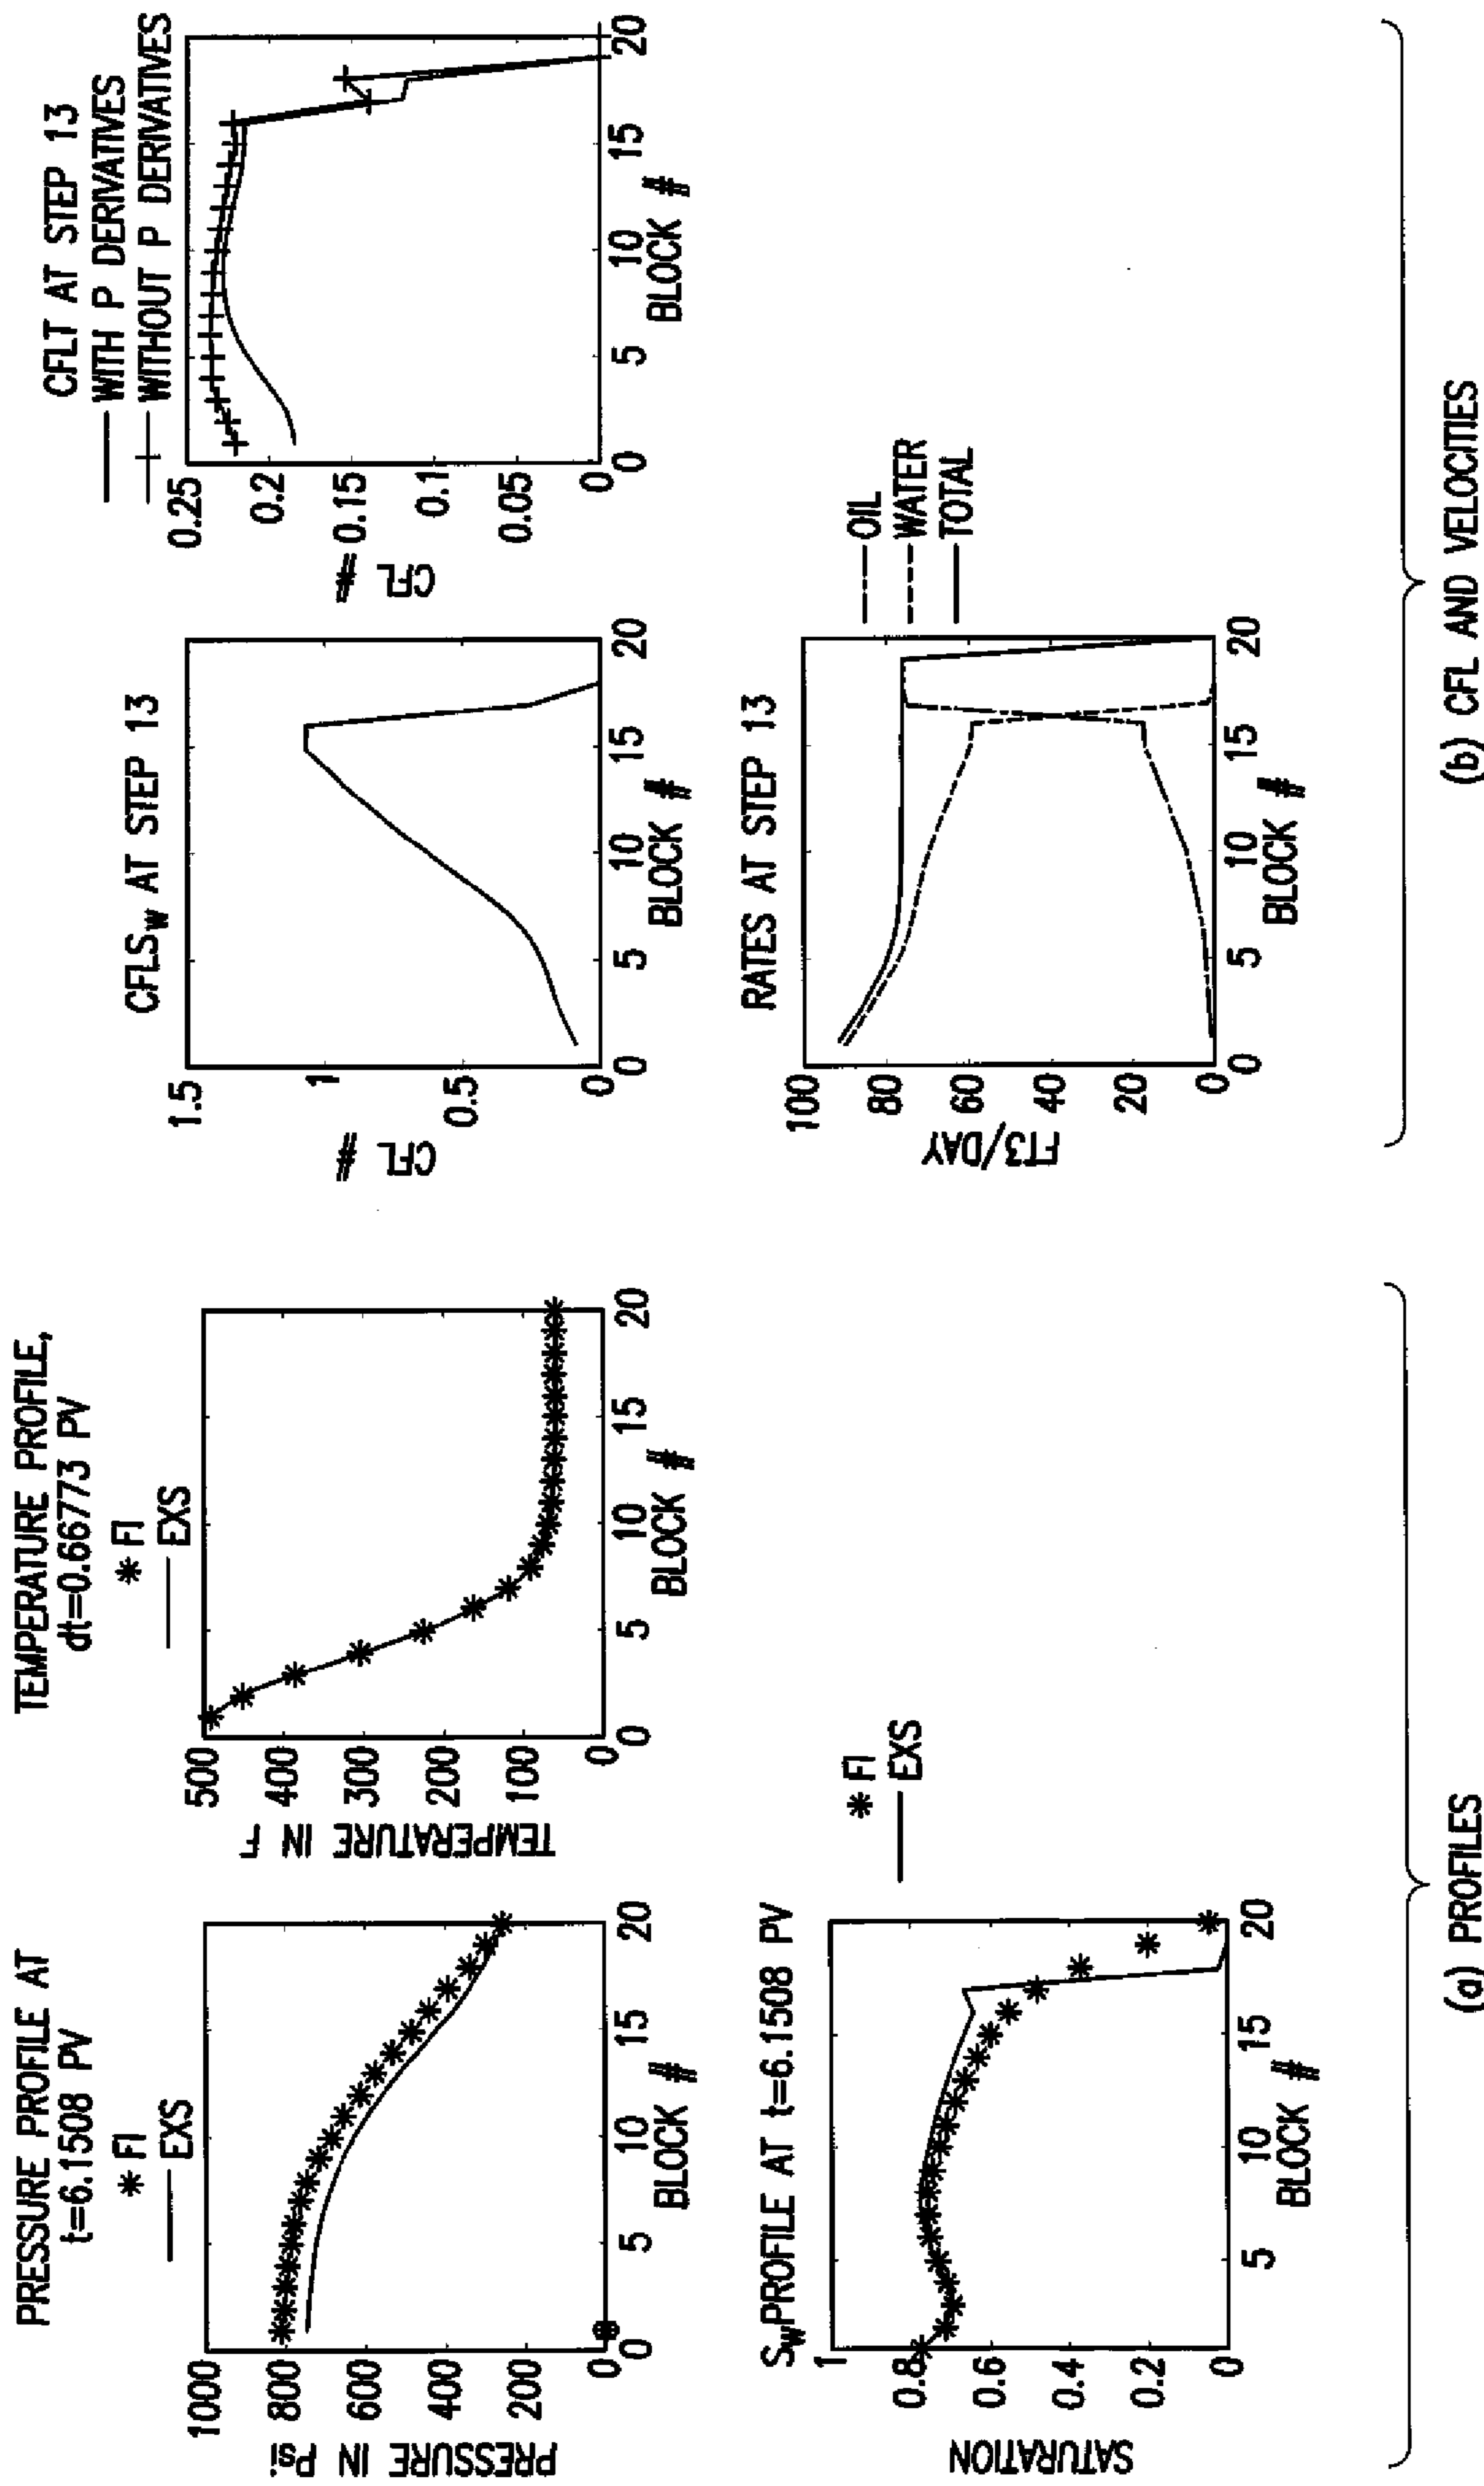 PRESSURE PROFILE AT
t=6.1508 PV
* FI
— EXS
PRESSURE IN Psi
1000
800
600
400
200
0
0 5 10 15 20
BLOCK #
TEMPERATURE PROFILE,
dt=0.66773 PV
* FI
— EXS
TEMPERATURE IN F
500
400
300
200
100
0
0 5 10 15 20
BLOCK #
SwPROFILE AT t=6.1508 PV
* FI
— EXS
SATURATION
1
0.8
0.6
0.4
0.2
0
5 10 15 20
BLOCK #
(a) PROFILES
CFLSw AT STEP 13
CFL #
1.5
1
0.5
0
0 5 10 15 20
BLOCK #
CFLT AT STEP 13
WITH P DERIVATIVES
WITHOUT P DERIVATIVES
CFL #
0.25
0.2
0.15
0.1
0.05
0
0 5 10 15 20
BLOCK #
RATES AT STEP 13
OIL
WATER
TOTAL
FT3/DAY
100
80
60
40
20
0
0 5 10 15 20
BLOCK #
(b) CFL AND VELOCITIES